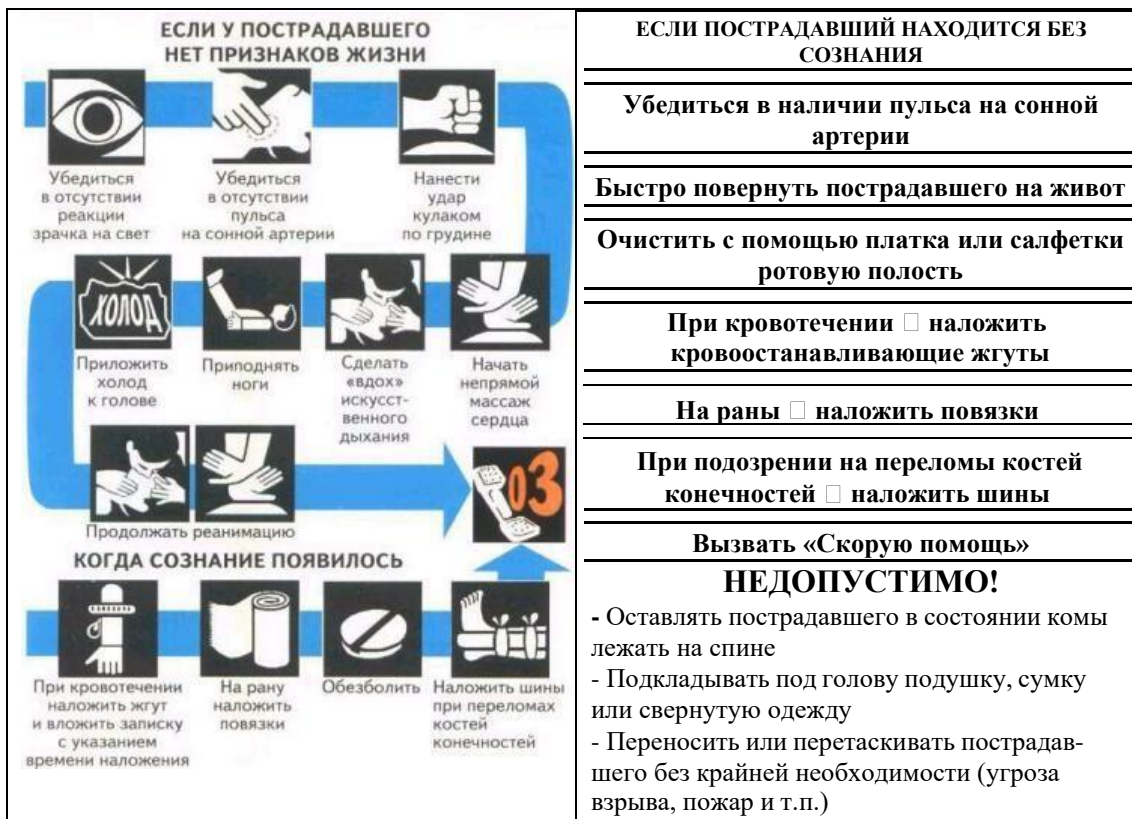 ЕСЛИ У ПОСТРАДАВШЕГО
НЕТ ПРИЗНАКОВ ЖИЗНИ
Убедиться
в отсутствии
реакции
зрачка на свет
Убедиться
в отсутствии
пульса
на сонной артерии
Нанести
удар
кулаком
по грудине
ХОЛОД
Приложить
холод
к голове
Приподнять
ноги
Сделать
«вдох»
искусст-
венного
дыхания
Начать
непрямой
массаж
сердца
Продолжать реанимацию
03
КОГДА СОЗНАНИЕ ПОЯВИЛОСЬ
При кровотечении
наложить жгут
и вложить записку
с указанием
времени наложения
На рану
наложить
повязки
Обезболить
Наложить шины
при переломах
костей
конечностей
ЕСЛИ ПОСТРАДАВШИЙ НАХОДИТСЯ БЕЗ
СОЗНАНИЯ
Убедиться в наличии пульса на сонной
артерии
Быстро повернуть пострадавшего на живот
Очистить с помощью платка или салфетки
ротовую полость
При кровотечении □ наложить
кровоостанавливающие жгуты
На раны □ наложить повязки
При подозрении на переломы костей
конечностей □ наложить шины
Вызвать «Скорую помощь»
НЕДОПУСТИМО!
- Оставлять пострадавшего в состоянии комы
лежать на спине
- Подкладывать под голову подушку, сумку
или свернутую одежду
- Переносить или перетаскивать пострадав-
шего без крайней необходимости (угроза
взрыва, пожар и т.п.)